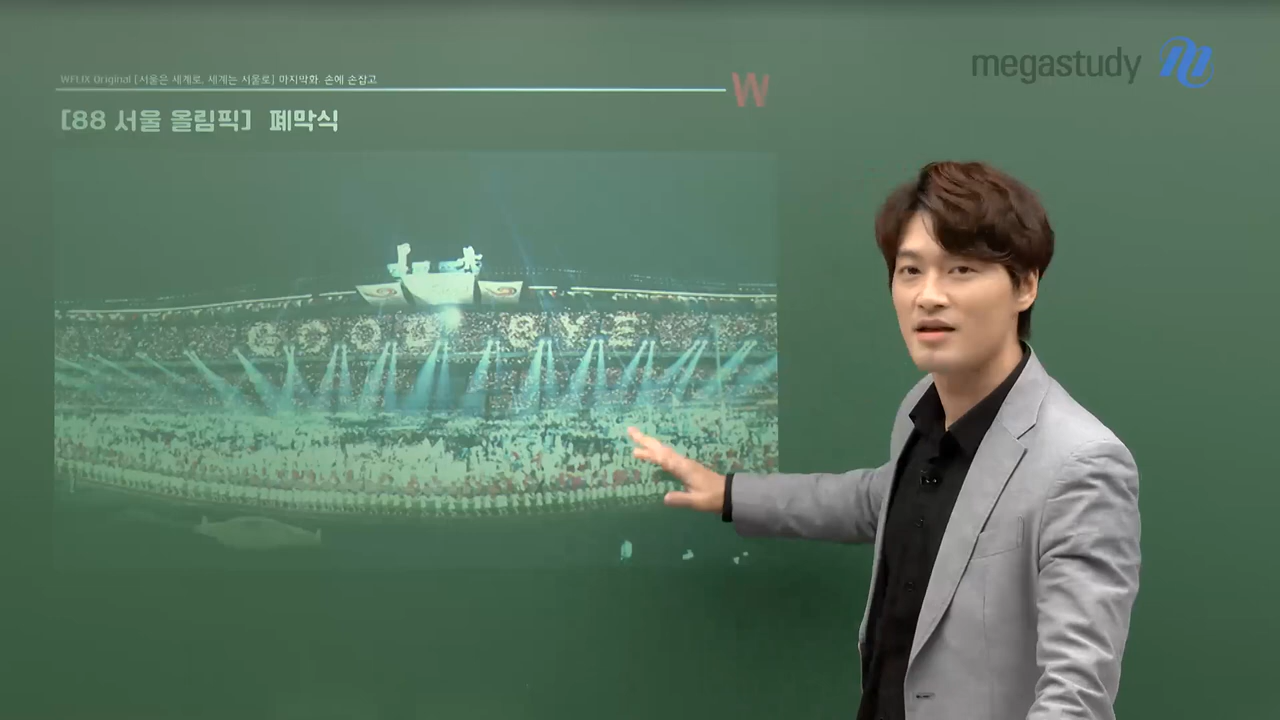 WFLIX Original [서울은 세계로, 세계는 서울로] 마지막화. 손에 손잡고
W
megastudy
[88 서울 올림픽] 폐막식
GOOD BYE